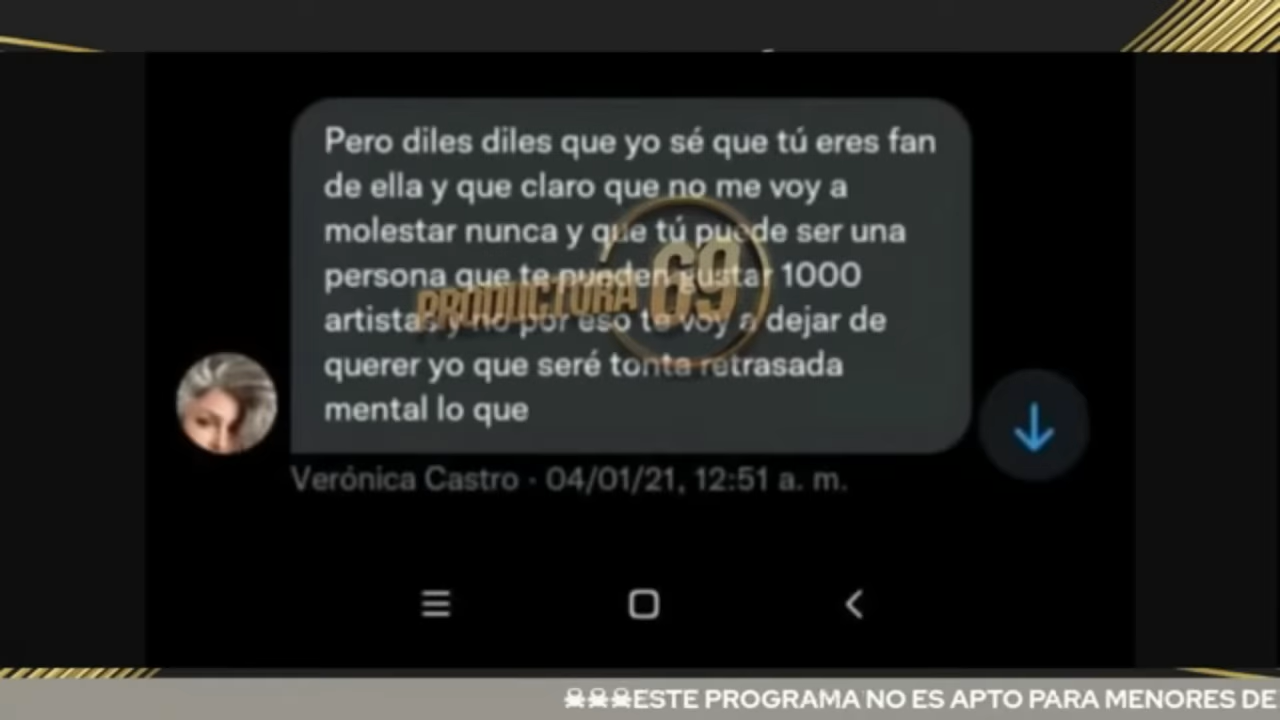 Pero diles diles que yo sé que tú eres fan
de ella y que claro que no me voy a
molestar nunca y que tú puede ser una
persona que te pueden gustar 1000
artistas y no por eso te voy a dejar de
querer yo que seré tonta retrasada
mental lo que
PRODUCTORA 69
Verónica Castro · 04/01/21, 12:51 a. m.
☠☠☠ESTE PROGRAMA NO ES APTO PARA MENORES DE